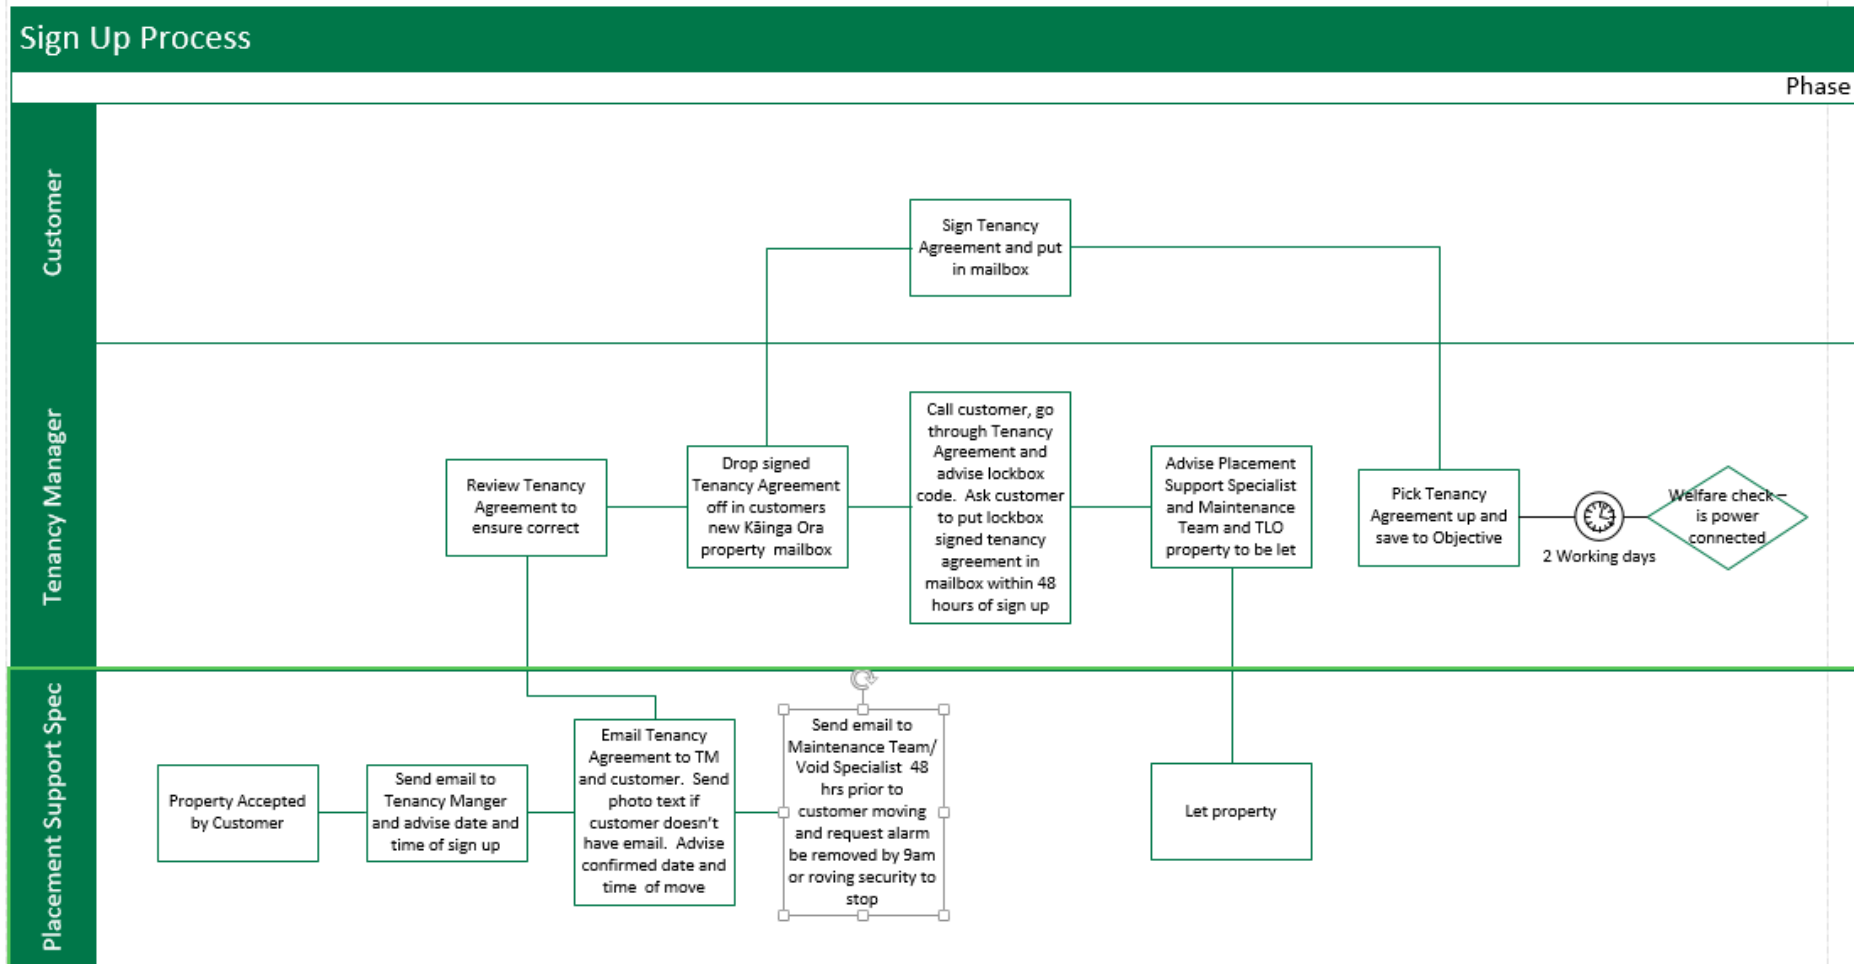 Sign Up Process
Phase
Customer
Sign Tenancy
Agreement and put
in mailbox
Tenancy Manager
Review Tenancy
Agreement to
ensure correct
Drop signed
Tenancy Agreement
off in customers
new Kāinga Ora
property mailbox
Call customer, go
through Tenancy
Agreement and
advise lockbox
code. Ask customer
to put lockbox
signed tenancy
agreement in
mailbox within 48
hours of sign up
Advise Placement
Support Specialist
and Maintenance
Team and TLO
property to be let
Pick Tenancy
Agreement up and
save to Objective
2 Working days
Welfare check –
is power
connected
Placement Support Spec
Property Accepted
by Customer
Send email to
Tenancy Manger
and advise date and
time of sign up
Email Tenancy
Agreement to TM
and customer. Send
photo text if
customer doesn't
have email. Advise
confirmed date and
time of move
Send email to
Maintenance Team/
Void Specialist 48
hrs prior to
customer moving
and request alarm
be removed by 9am
or roving security to
stop
Let property